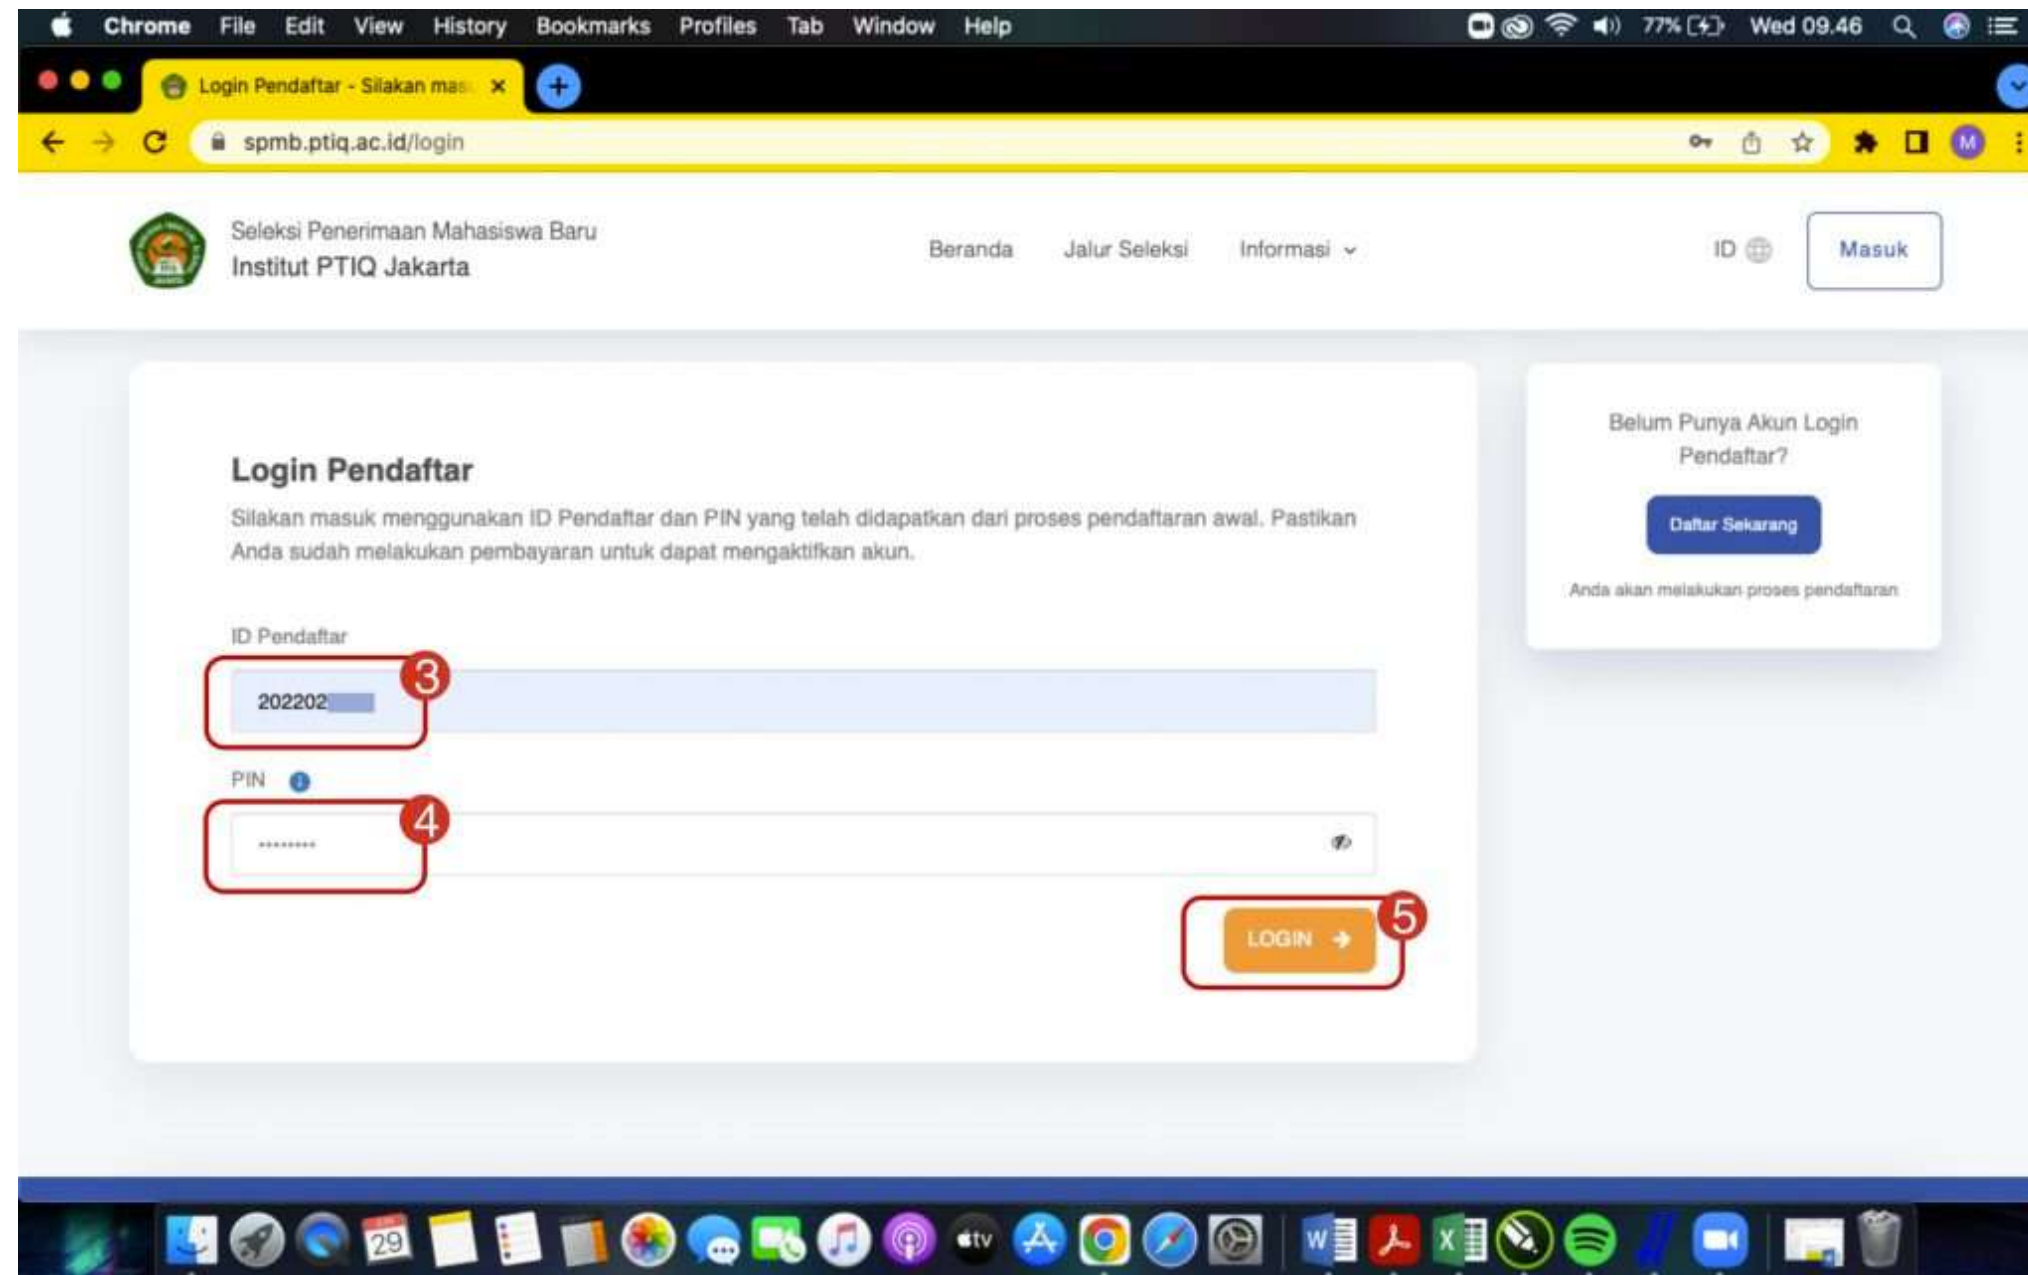 Chrome File Edit View History Bookmarks Profiles Tab Window Help 77% Wed 09.46
Login Pendaftar - Silakan mas
spmb.ptiq.ac.id/login M
Seleksi Penerimaan Mahasiswa Baru
Institut PTIQ Jakarta
Beranda Jalur Seleksi Informasi ID Masuk
Login Pendaftar
Silakan masuk menggunakan ID Pendaftar dan PIN yang telah didapatkan dari proses pendaftaran awal. Pastikan
Anda sudah melakukan pembayaran untuk dapat mengaktifkan akun.
ID Pendaftar
3
202202
PIN
4
LOGIN
5
Belum Punya Akun Login
Pendaftar?
Daftar Sekarang
Anda akan melakukan proses pendaftaran
29 tv W X